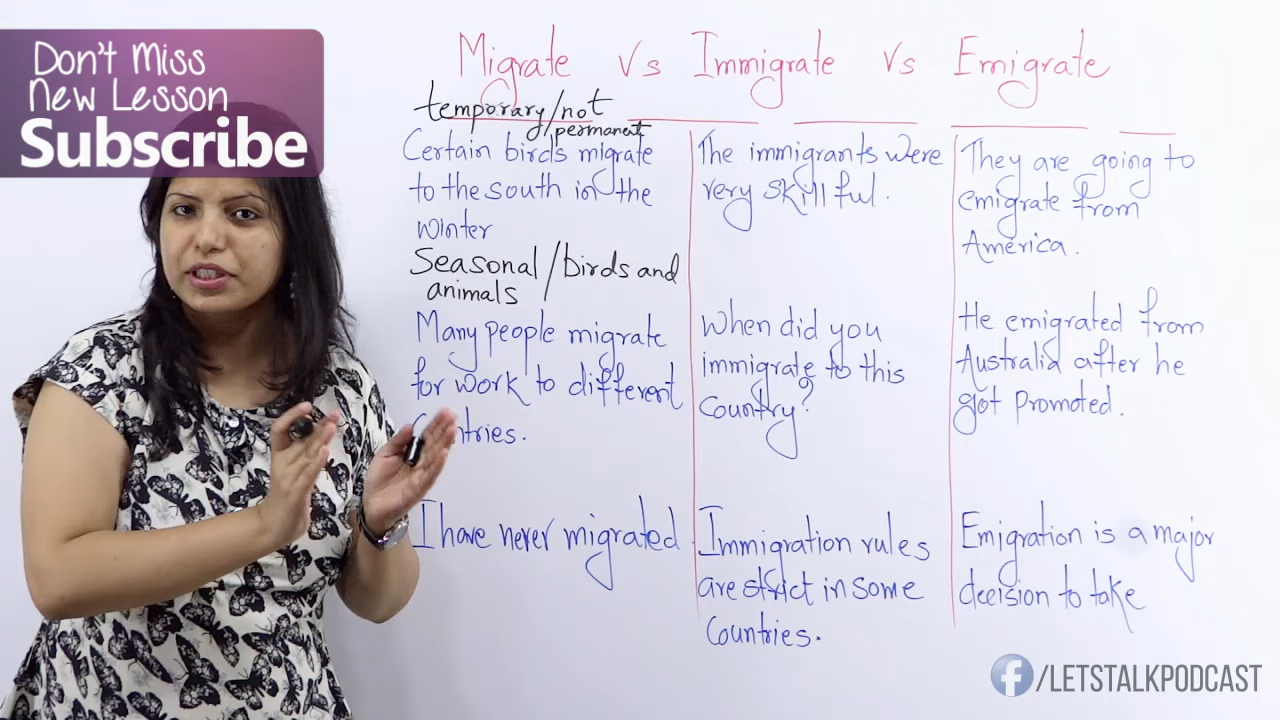 Don't Miss
New Lesson
Subscribe
Migrate Vs Immigrate Vs Emigrate
temporary/not
permanent
Certain birds migrate
to the south in the
winter
Seasonal/birds and
animals
Many people migrate
for work to different
countries.
I have never migrated.
The immigrants were
very skillful.
When did you
immigrate to this
Country?
Immigration rules
are strict in some
Countries.
They are going to
emigrate from
America.
He emigrated from
Australia after he
got promoted.
Emigration is a major
decision to take
f/LETSTALKPODCAST